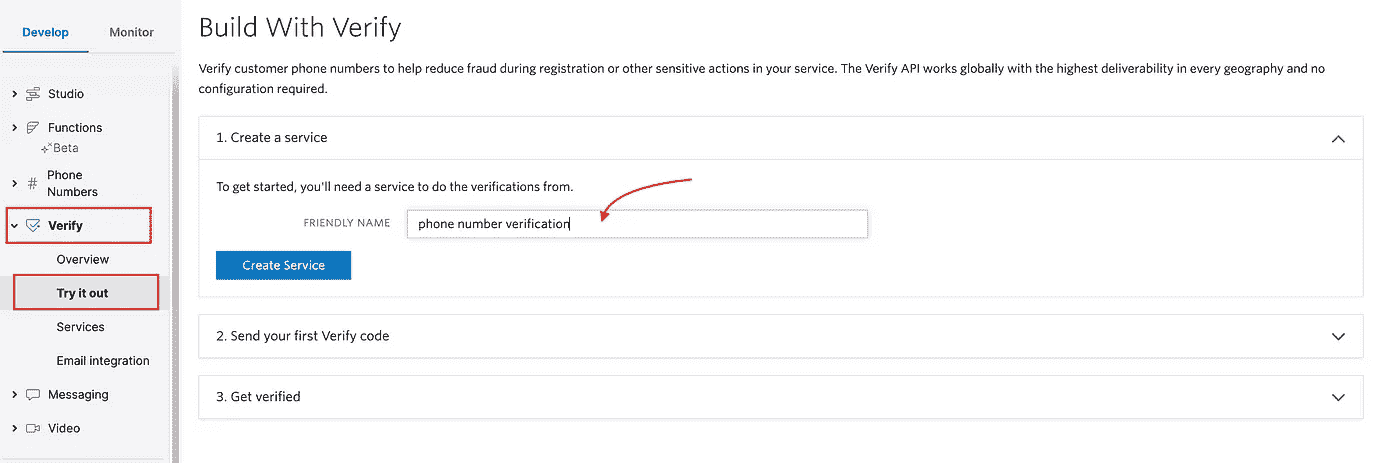 Develop
Monitor
Studio
Functions
Beta
Phone
Numbers
Verify
Overview
Try it out
Services
Email integration
Messaging
Video
Build With Verify
Verify customer phone numbers to help reduce fraud during registration or other sensitive actions in your service. The Verify API works globally with the highest deliverability in every geography and no
configuration required.
1. Create a service
To get started, you'll need a service to do the verifications from.
FRIENDLY NAME
phone number verification
Create Service
2. Send your first Verify code
3. Get verified